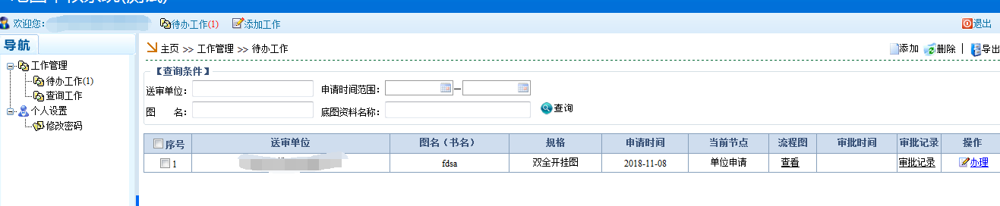 欢迎您: 待办工作(1) 添加工作 退出
导航
主页 >> 工作管理 >> 待办工作 添加 删除 | 导出
工作管理
待办工作(1)
查询工作
个人设置
修改密码
【查询条件】
送审单位: 申请时间范围: —
图 名: 底图资料名称: 查询
序号 送审单位 图名(书名) 规格 申请时间 当前节点 流程图 审批时间 审批记录 操作
1 fdsa 双全开挂图 2018-11-08 单位申请 查看 审批记录 办理